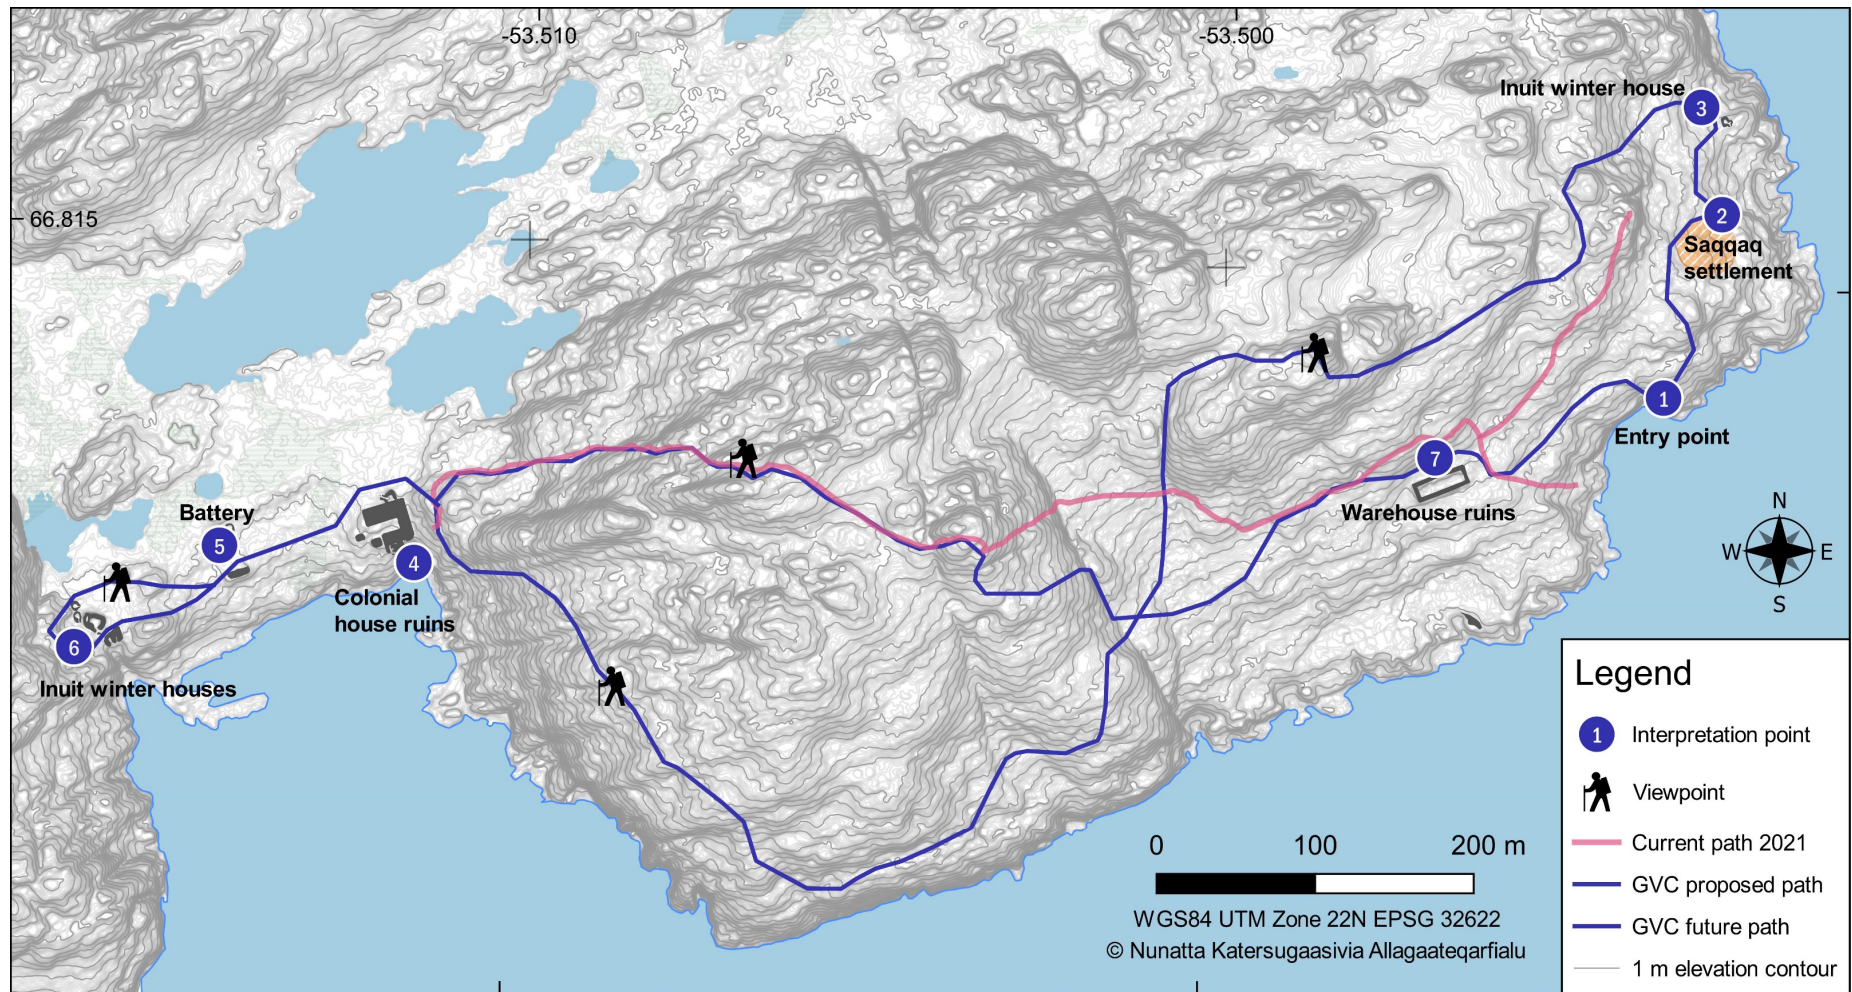 -53.510
-53.500
66.815
Inuit winter house
3
2
Saqqaq
settlement
1
Entry point
7
Warehouse ruins
Battery
5
4
Colonial
house ruins
6
Inuit winter houses
N
W
E
S
0
100
200 m
WGS84 UTM Zone 22N EPSG 32622
© Nunatta Katersugaasivia Allagaateqarfialu
Legend
1 Interpretation point
Viewpoint
Current path 2021
GVC proposed path
GVC future path
1 m elevation contour